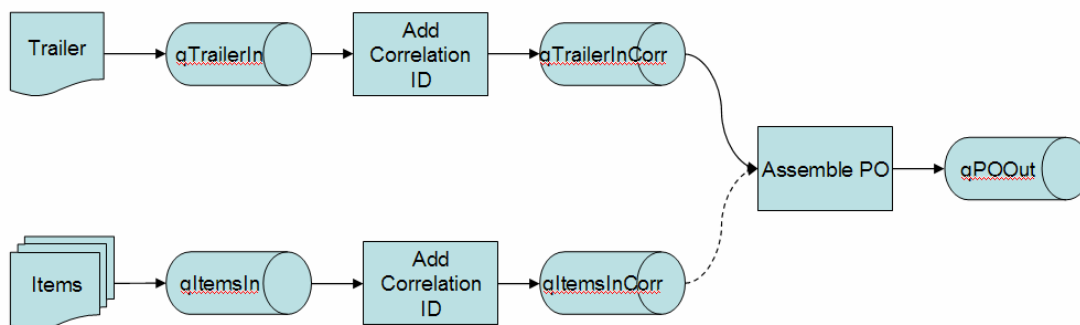 Trailer
qTrailerIn
Add
Correlation
ID
qTrailerInCorr
Assemble PO
qPOOut
Items
qItemsIn
Add
Correlation
ID
qItemsInCorr